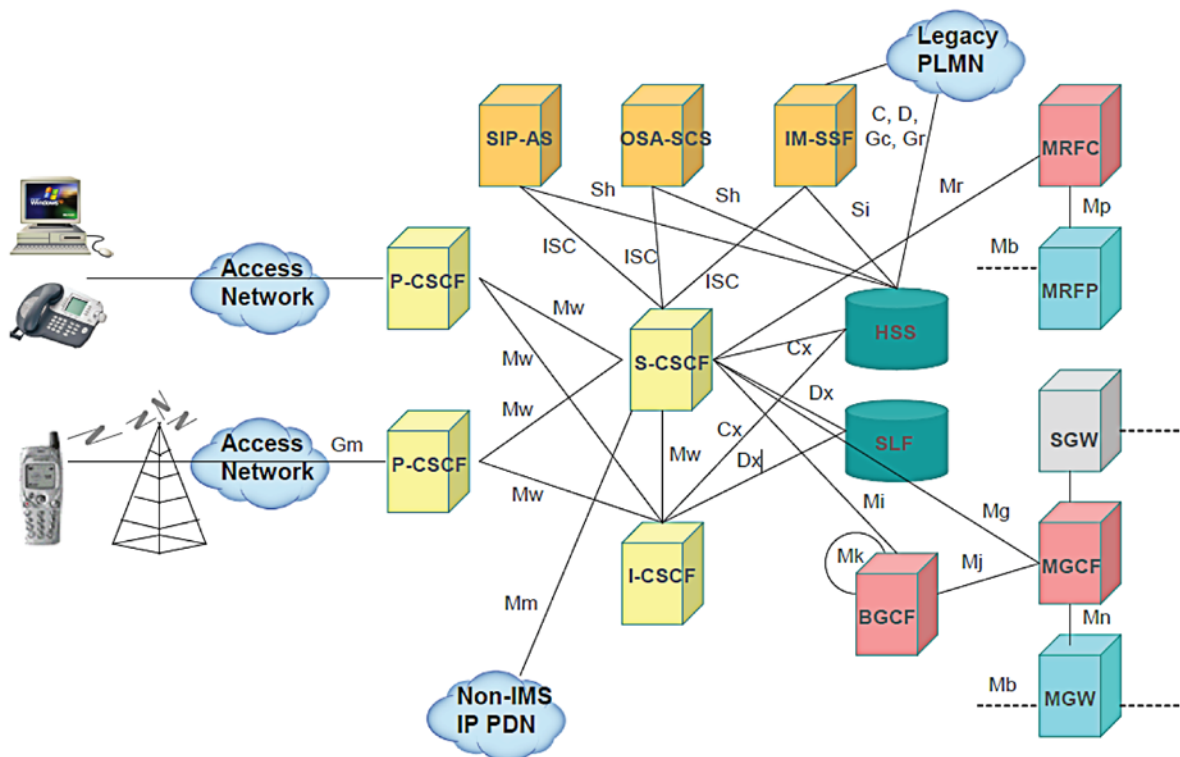 Legacy
PLMN
SIP-AS
OSA-SCS
IM-SSF
C, D,
Gc, Gr
MRFC
Sh
Sh
Si
Mr
Mp
Windows
Access
Network
P-CSCF
ISC
ISC
ISC
Mb
MRFP
Mw
HSS
S-CSCF
Cx
Mw
Dx
Mw
Access
Network
Gm
P-CSCF
Cx
SLF
SGW
Mw
Dx
Mw
Mi
Mg
I-CSCF
Mk
Mj
MGCF
Mm
BGCF
Mn
Non-IMS
IP PDN
Mb
MGW